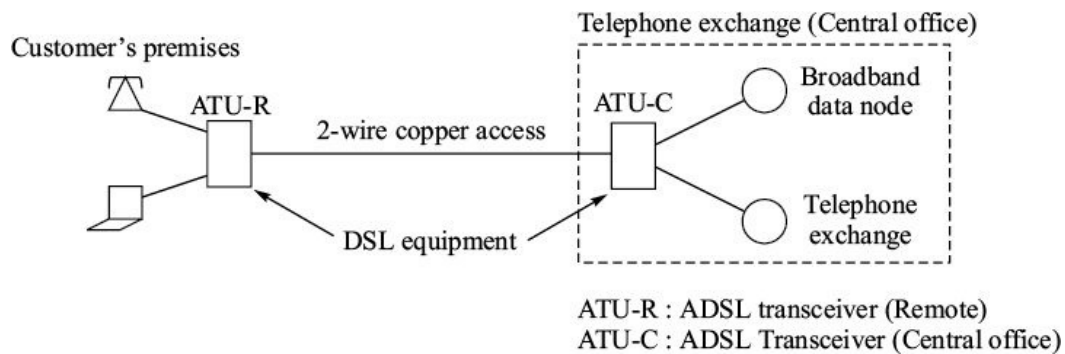 Telephone exchange (Central office)
Customer's premises
ATU-R
2-wire copper access
ATU-C
Broadband
data node
Telephone
exchange
DSL equipment
ATU-R : ADSL transceiver (Remote)
ATU-C : ADSL Transceiver (Central office)